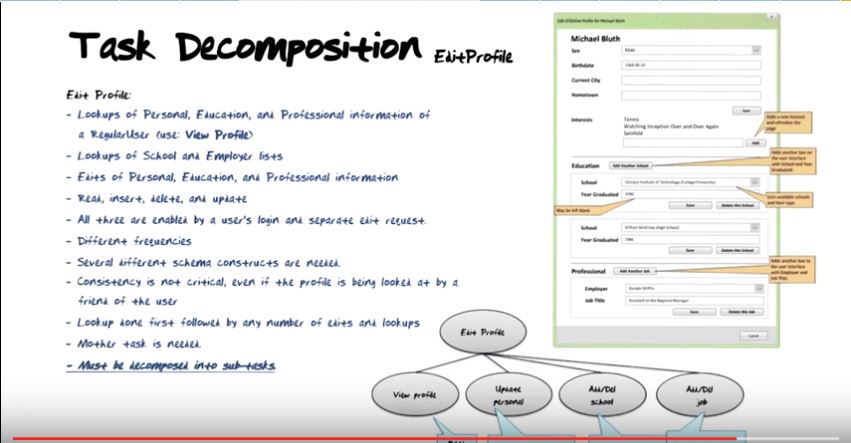 Task Decomposition EditProfile
Edit Profile:
- Lookups of Personal, Education, and Professional information of
a RegularUser (use: View Profile)
- Lookups of School and Employer lists
- Edits of Personal, Education, and Professional information
- Read, insert, delete, and update
- All three are enabled by a user's login and separate edit request.
- Different frequencies
- Several different schema constructs are needed.
- Consistency is not critical, even if the profile is being looked at by a
friend of the user
- Lookup done first followed by any number of edits and lookups
- Mother task is needed.
- Must be decomposed into sub-tasks.
Edit GTOnline Profile for Michael Bluth
Michael Bluth
Sex
Male
Birthdate
Current City
Hometown
Save
Interests
Tennis
Watching Inception Over and Over Again
Seinfeld
Add
Adds a new interest
and refreshes the
page
Education
Add Another School
Adds another box on
the user interface
with School and Year
Graduated
School
Georgia Institute of Technology (College/University)
Year Graduated
1990
Save
Delete this School
Lists available schools
and their type
May be left blank
School
William McKinley (High School)
Year Graduated
1986
Save
Delete this School
Professional
Add Another Job
Adds another box to
the user interface
with Employer and
Job Title
Employer
Dunder Mifflin
Job Title
Assistant to the Regional Manager
Save
Delete this Job
Cancel
Edit Profile
View profile
Update
personal
Add/Del
school
Add/Del
job